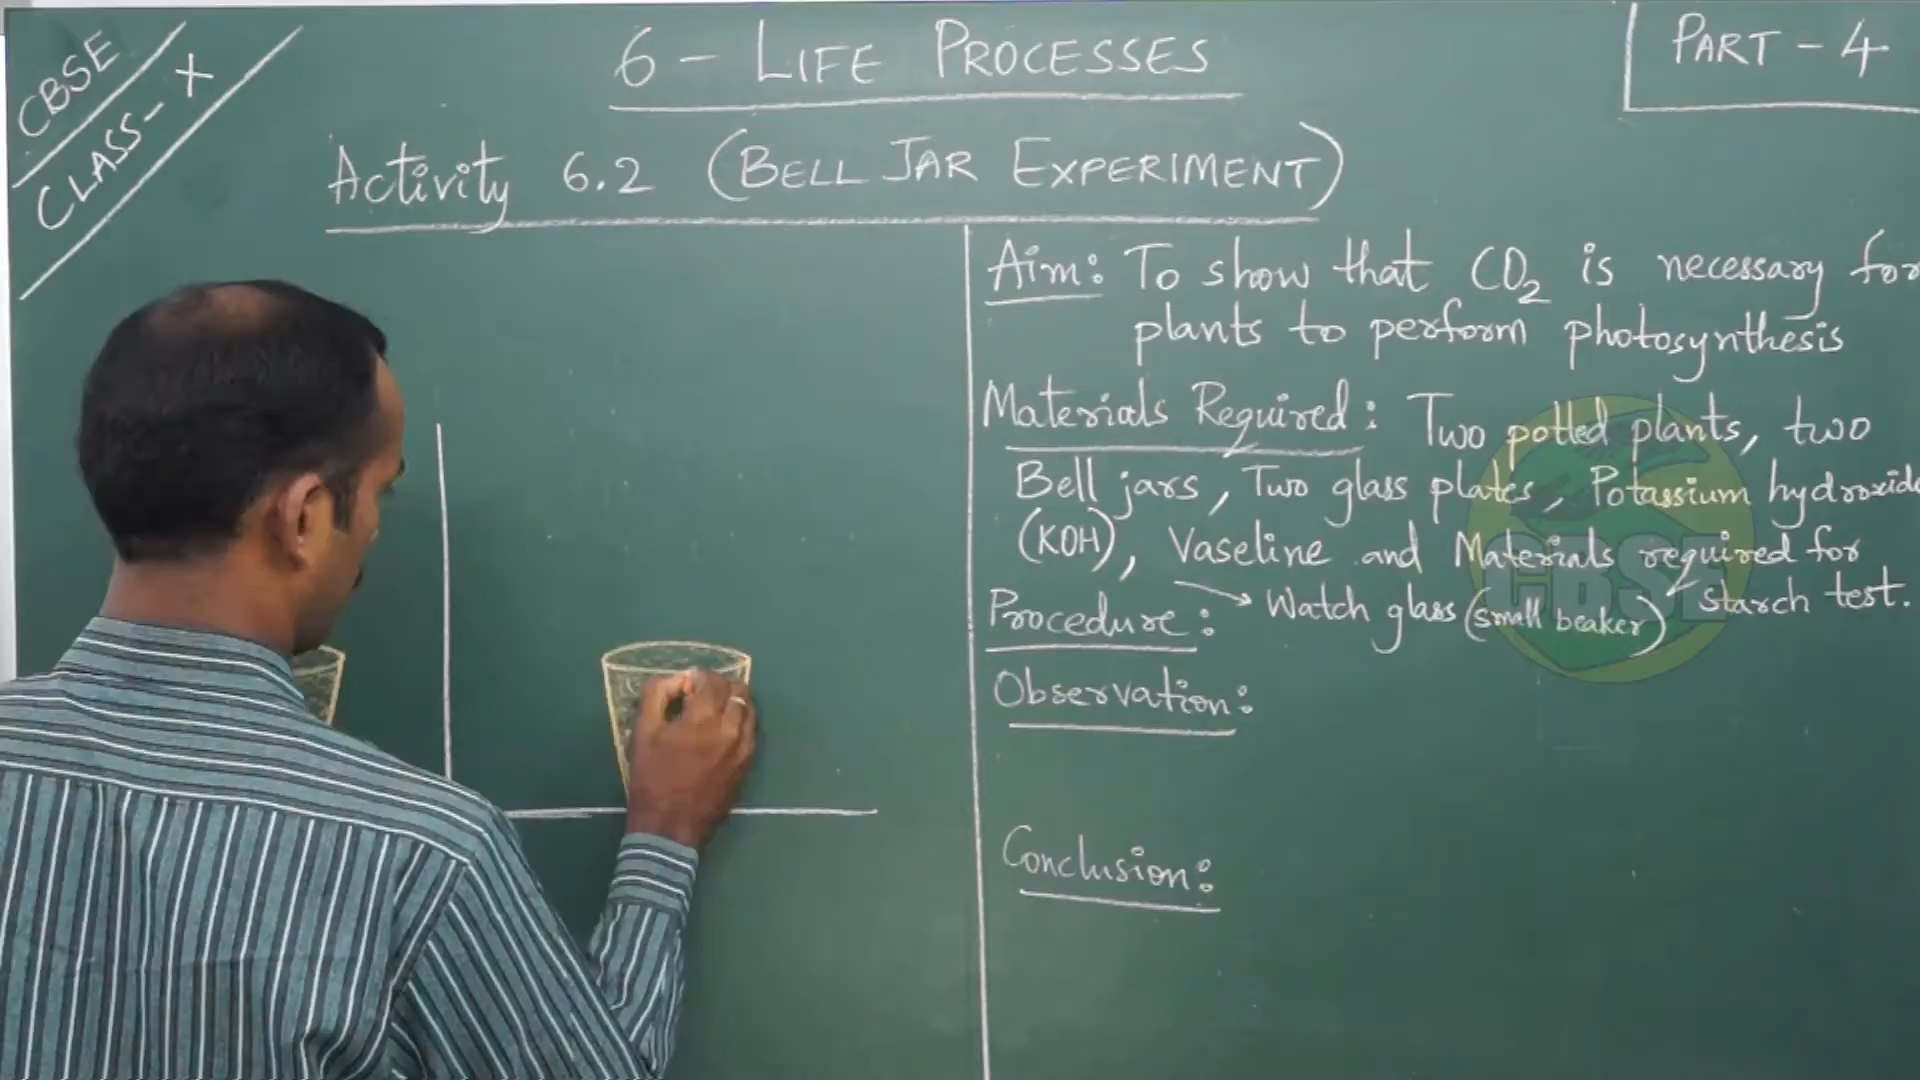 CBSE
CLASS- X
6 - LIFE PROCESSES
PART - 4
Activity 6.2 (BELL JAR EXPERIMENT)
Aim: To show that CO2 is necessary for
plants to perform photosynthesis
Materials Required: Two potted plants, two
Bell jars, Two glass plates, Potassium hydroxide
(KOH), Vaseline and Materials required for
starch test.
Watch glass (small beaker)
Procedure:
Observation:
Conclusion:
CBSE